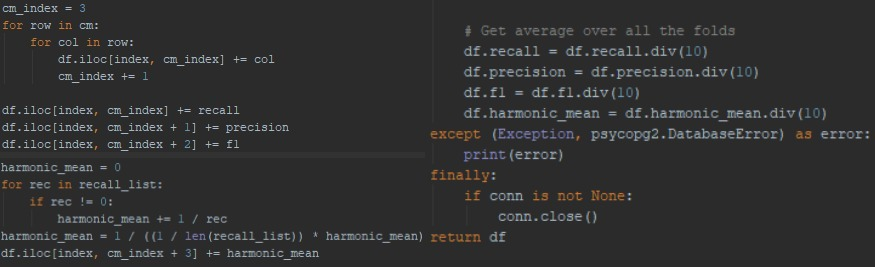 cm_index = 3
for row in cm:
    for col in row:
        df.iloc[index, cm_index] += col
        cm_index += 1

df.iloc[index, cm_index] += recall
df.iloc[index, cm_index + 1] += precision
df.iloc[index, cm_index + 2] += f1
harmonic_mean = 0
for rec in recall_list:
    if rec != 0:
        harmonic_mean += 1 / rec
harmonic_mean = 1 / ((1 / len(recall_list)) * harmonic_mean)
df.iloc[index, cm_index + 3] += harmonic_mean
    # Get average over all the folds
    df.recall = df.recall.div(10)
    df.precision = df.precision.div(10)
    df.f1 = df.f1.div(10)
    df.harmonic_mean = df.harmonic_mean.div(10)
except (Exception, psycopg2.DatabaseError) as error:
    print(error)
finally:
    if conn is not None:
        conn.close()
return df